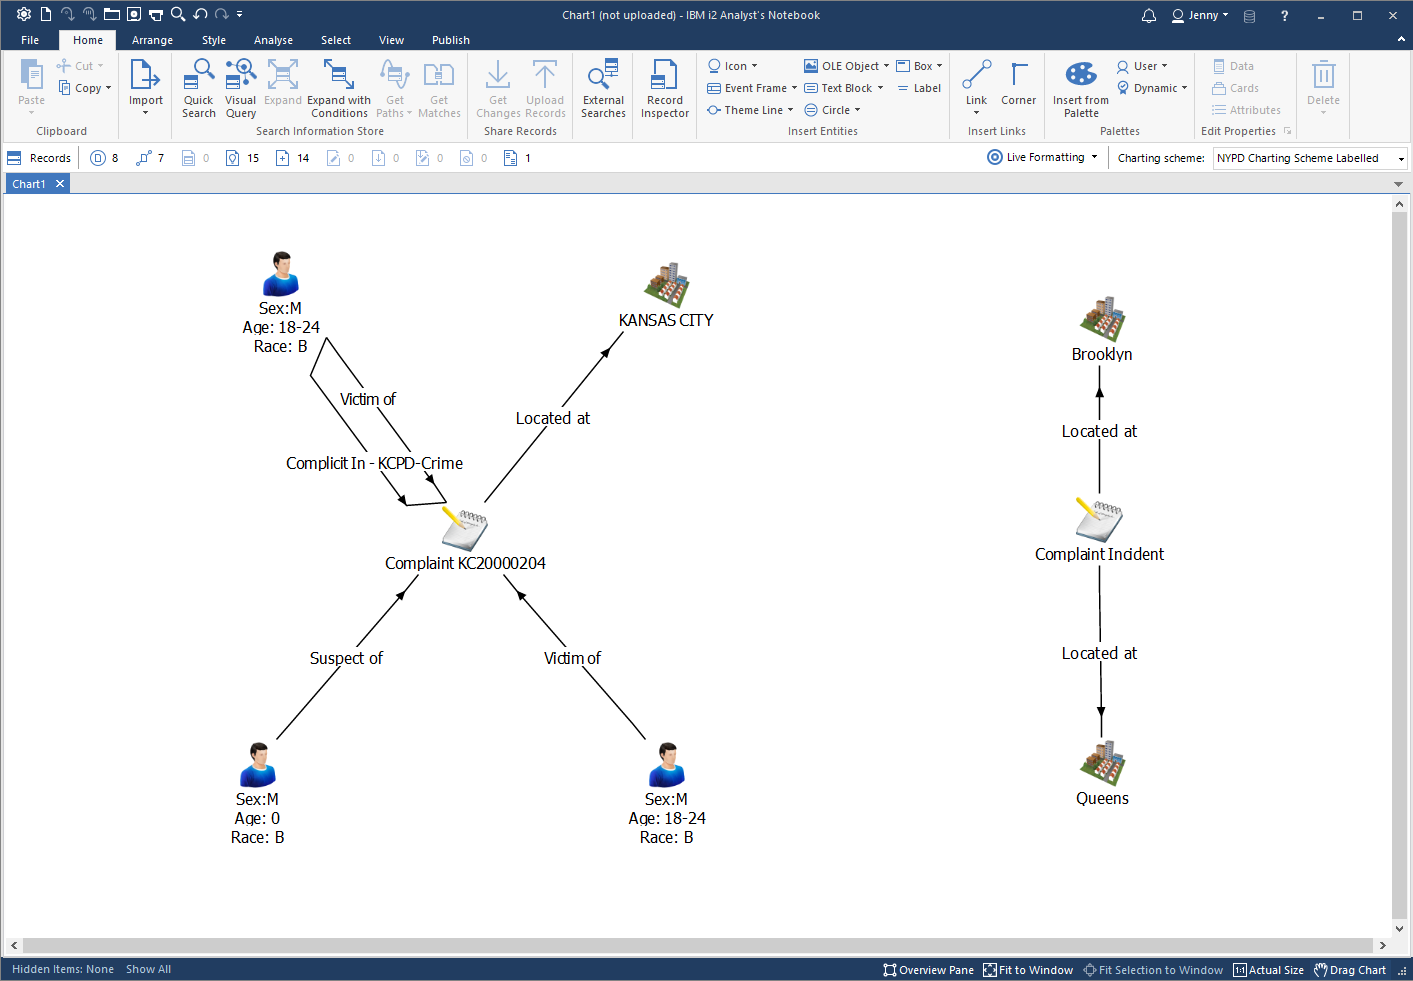 Chart1 (not uploaded) - IBM i2 Analyst's Notebook
Jenny
?
File Home Arrange Style Analyse Select View Publish
Paste
Cut
Copy
Clipboard
Import
Quick Search
Visual Query
Expand
Expand with Conditions
Get Paths
Get Matches
Search Information Store
Get Changes
Upload Records
Share Records
External Searches
Record Inspector
Icon
Event Frame
Theme Line
OLE Object
Text Block
Circle
Box
Label
Insert Entities
Link
Corner
Insert Links
Insert from Palette
User
Dynamic
Palettes
Data
Cards
Attributes
Edit Properties
Delete
Records 8 7 0 15 14 0 0 0 0 1
Live Formatting
Charting scheme: NYPD Charting Scheme Labelled
Chart1
Sex:M
Age: 18-24
Race: B
KANSAS CITY
Brooklyn
Victim of
Located at
Located at
Complicit In - KCPD-Crime
Complaint KC20000204
Complaint Incident
Suspect of
Victim of
Located at
Sex:M
Age: 0
Race: B
Sex:M
Age: 18-24
Race: B
Queens
Hidden Items: None Show All
Overview Pane Fit to Window Fit Selection to Window 1:1 Actual Size Drag Chart